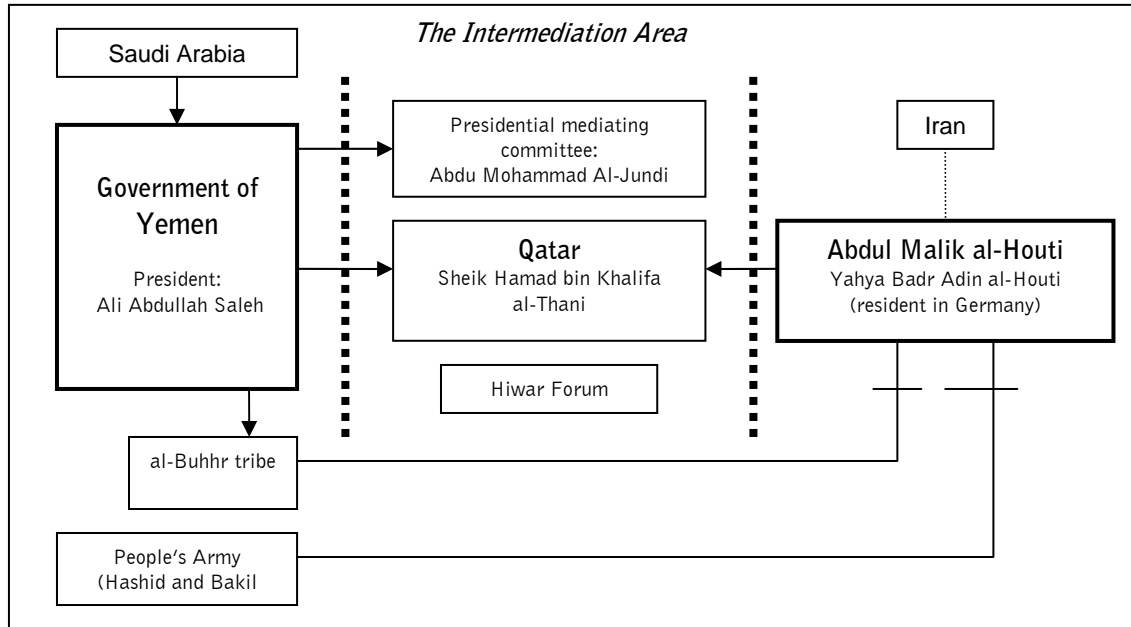 The Intermediation Area
Saudi Arabia
Government of
Yemen
President:
Ali Abdullah Saleh
Presidential mediating
committee:
Abdu Mohammad Al-Jundi
Qatar
Sheik Hamad bin Khalifa
al-Thani
Hiwar Forum
Iran
Abdul Malik al-Houti
Yahya Badr Adin al-Houti
(resident in Germany)
al-Buhhr tribe
People's Army
(Hashid and Bakil